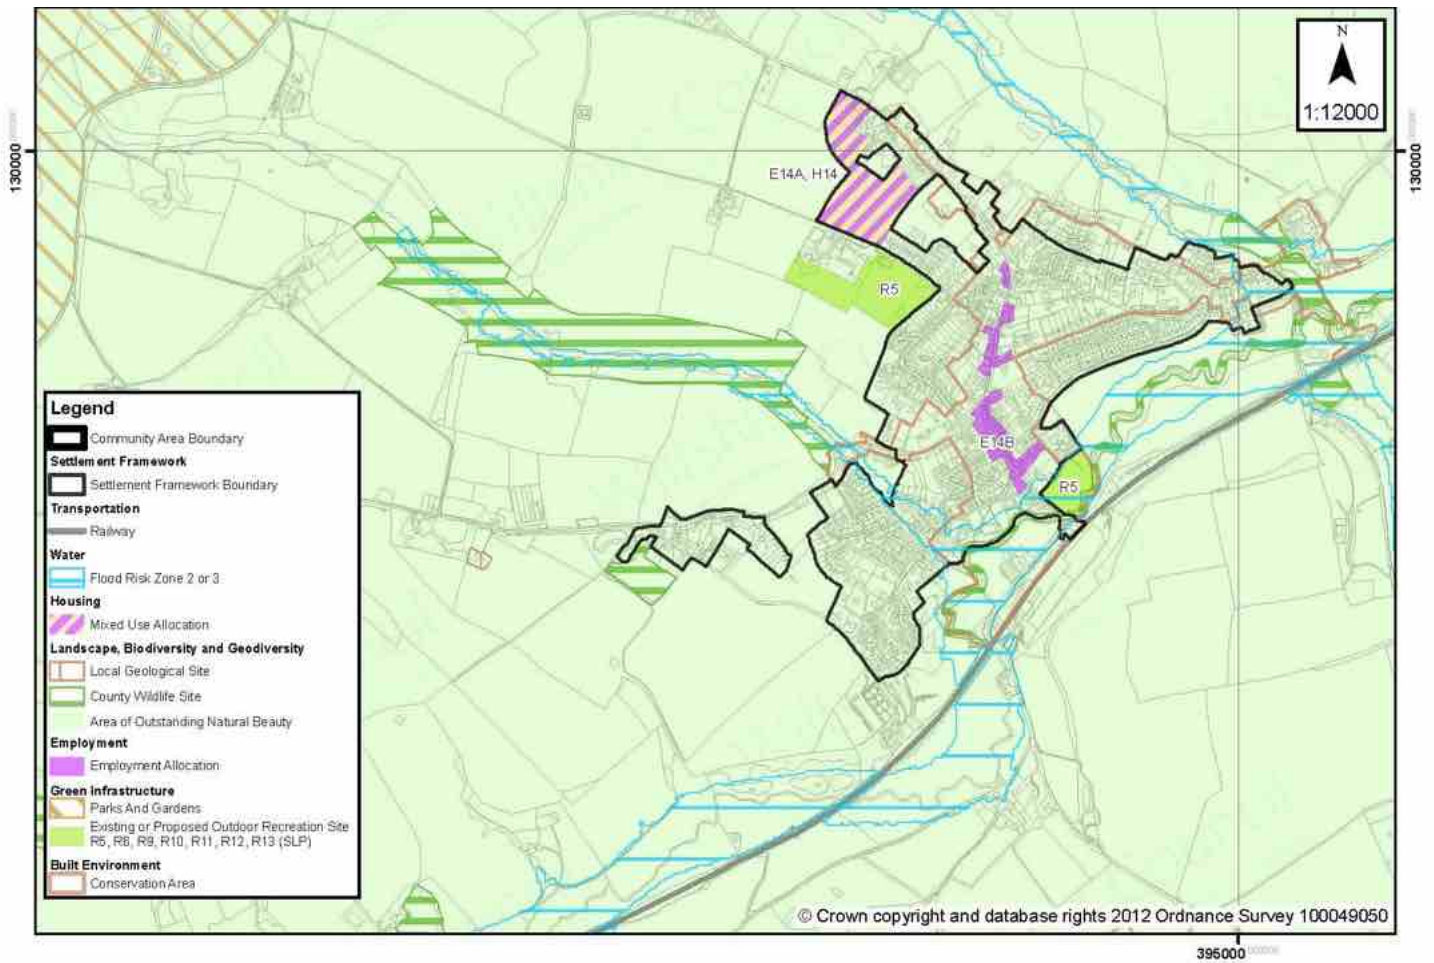 N
1:12000
130000
130000
E14A, H14
R5
E14B
R5
Legend
Community Area Boundary
Settlement Framework
Settlement Framework Boundary
Transportation
Railway
Water
Flood Risk Zone 2 or 3
Housing
Mixed Use Allocation
Landscape, Biodiversity and Geodiversity
Local Geological Site
County Wildlife Site
Area of Outstanding Natural Beauty
Employment
Employment Allocation
Green Infrastructure
Parks And Gardens
Existing or Proposed Outdoor Recreation Site
R5, R8, R9, R10, R11, R12, R13 (SLP)
Built Environment
Conservation Area
© Crown copyright and database rights 2012 Ordnance Survey 100049050
395000